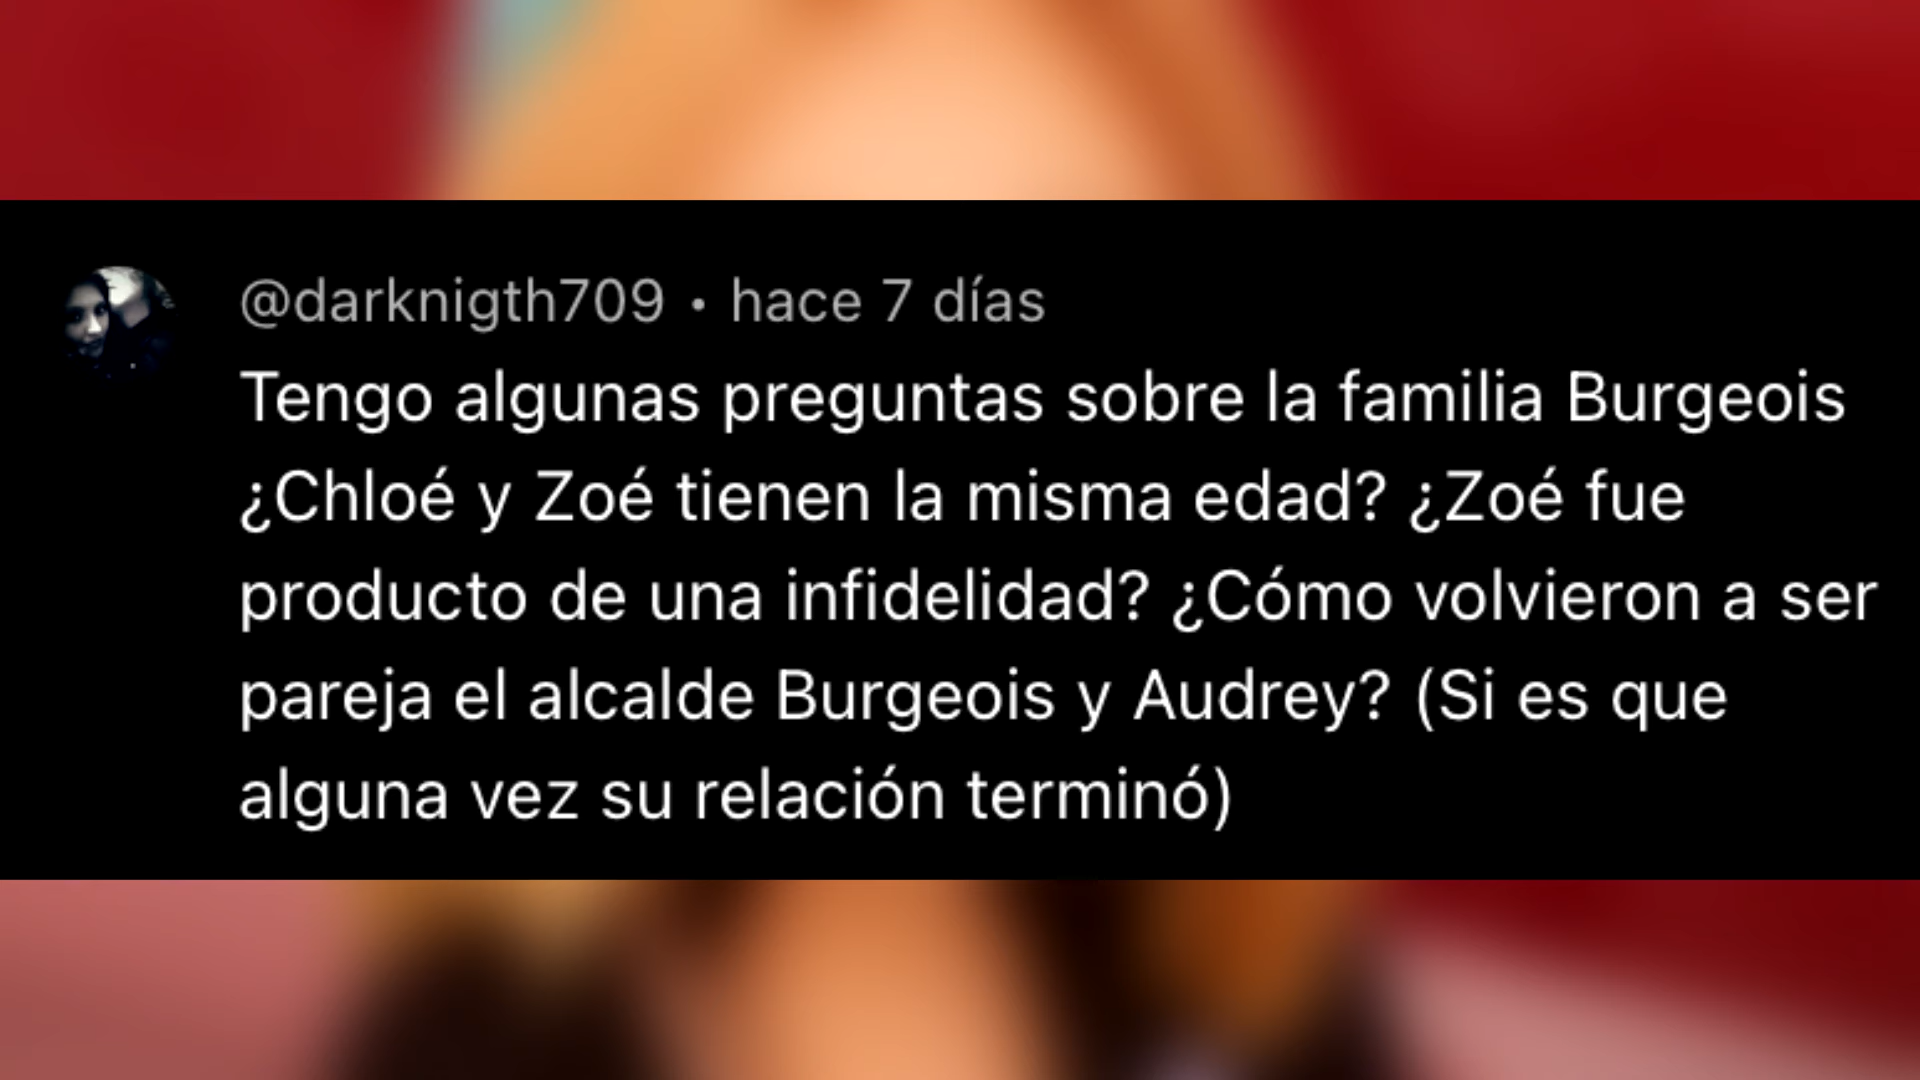 @darknigth709 • hace 7 días
Tengo algunas preguntas sobre la familia Burgeois
¿Chloé y Zoé tienen la misma edad? ¿Zoé fue
producto de una infidelidad? ¿Cómo volvieron a ser
pareja el alcalde Burgeois y Audrey? (Si es que
alguna vez su relación terminó)